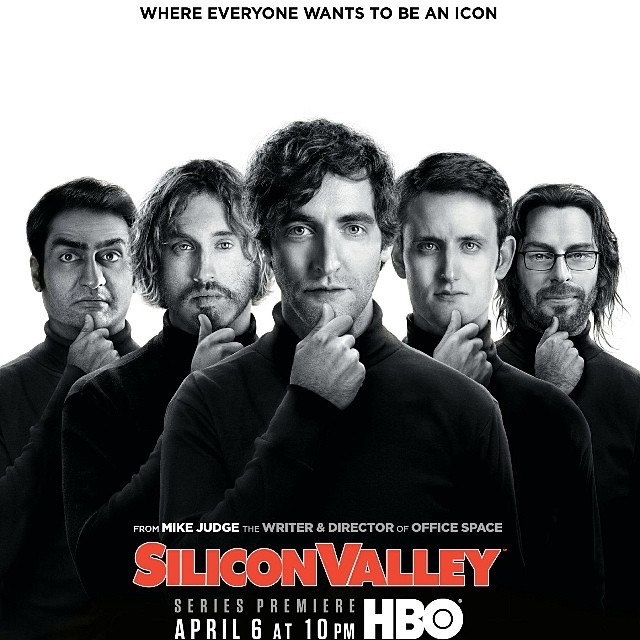 WHERE EVERYONE WANTS TO BE AN ICON
FROM MIKE JUDGE THE WRITER & DIRECTOR OF OFFICE SPACE
SILICON VALLEY™
SERIES PREMIERE
APRIL 6 AT 10PM HBO®